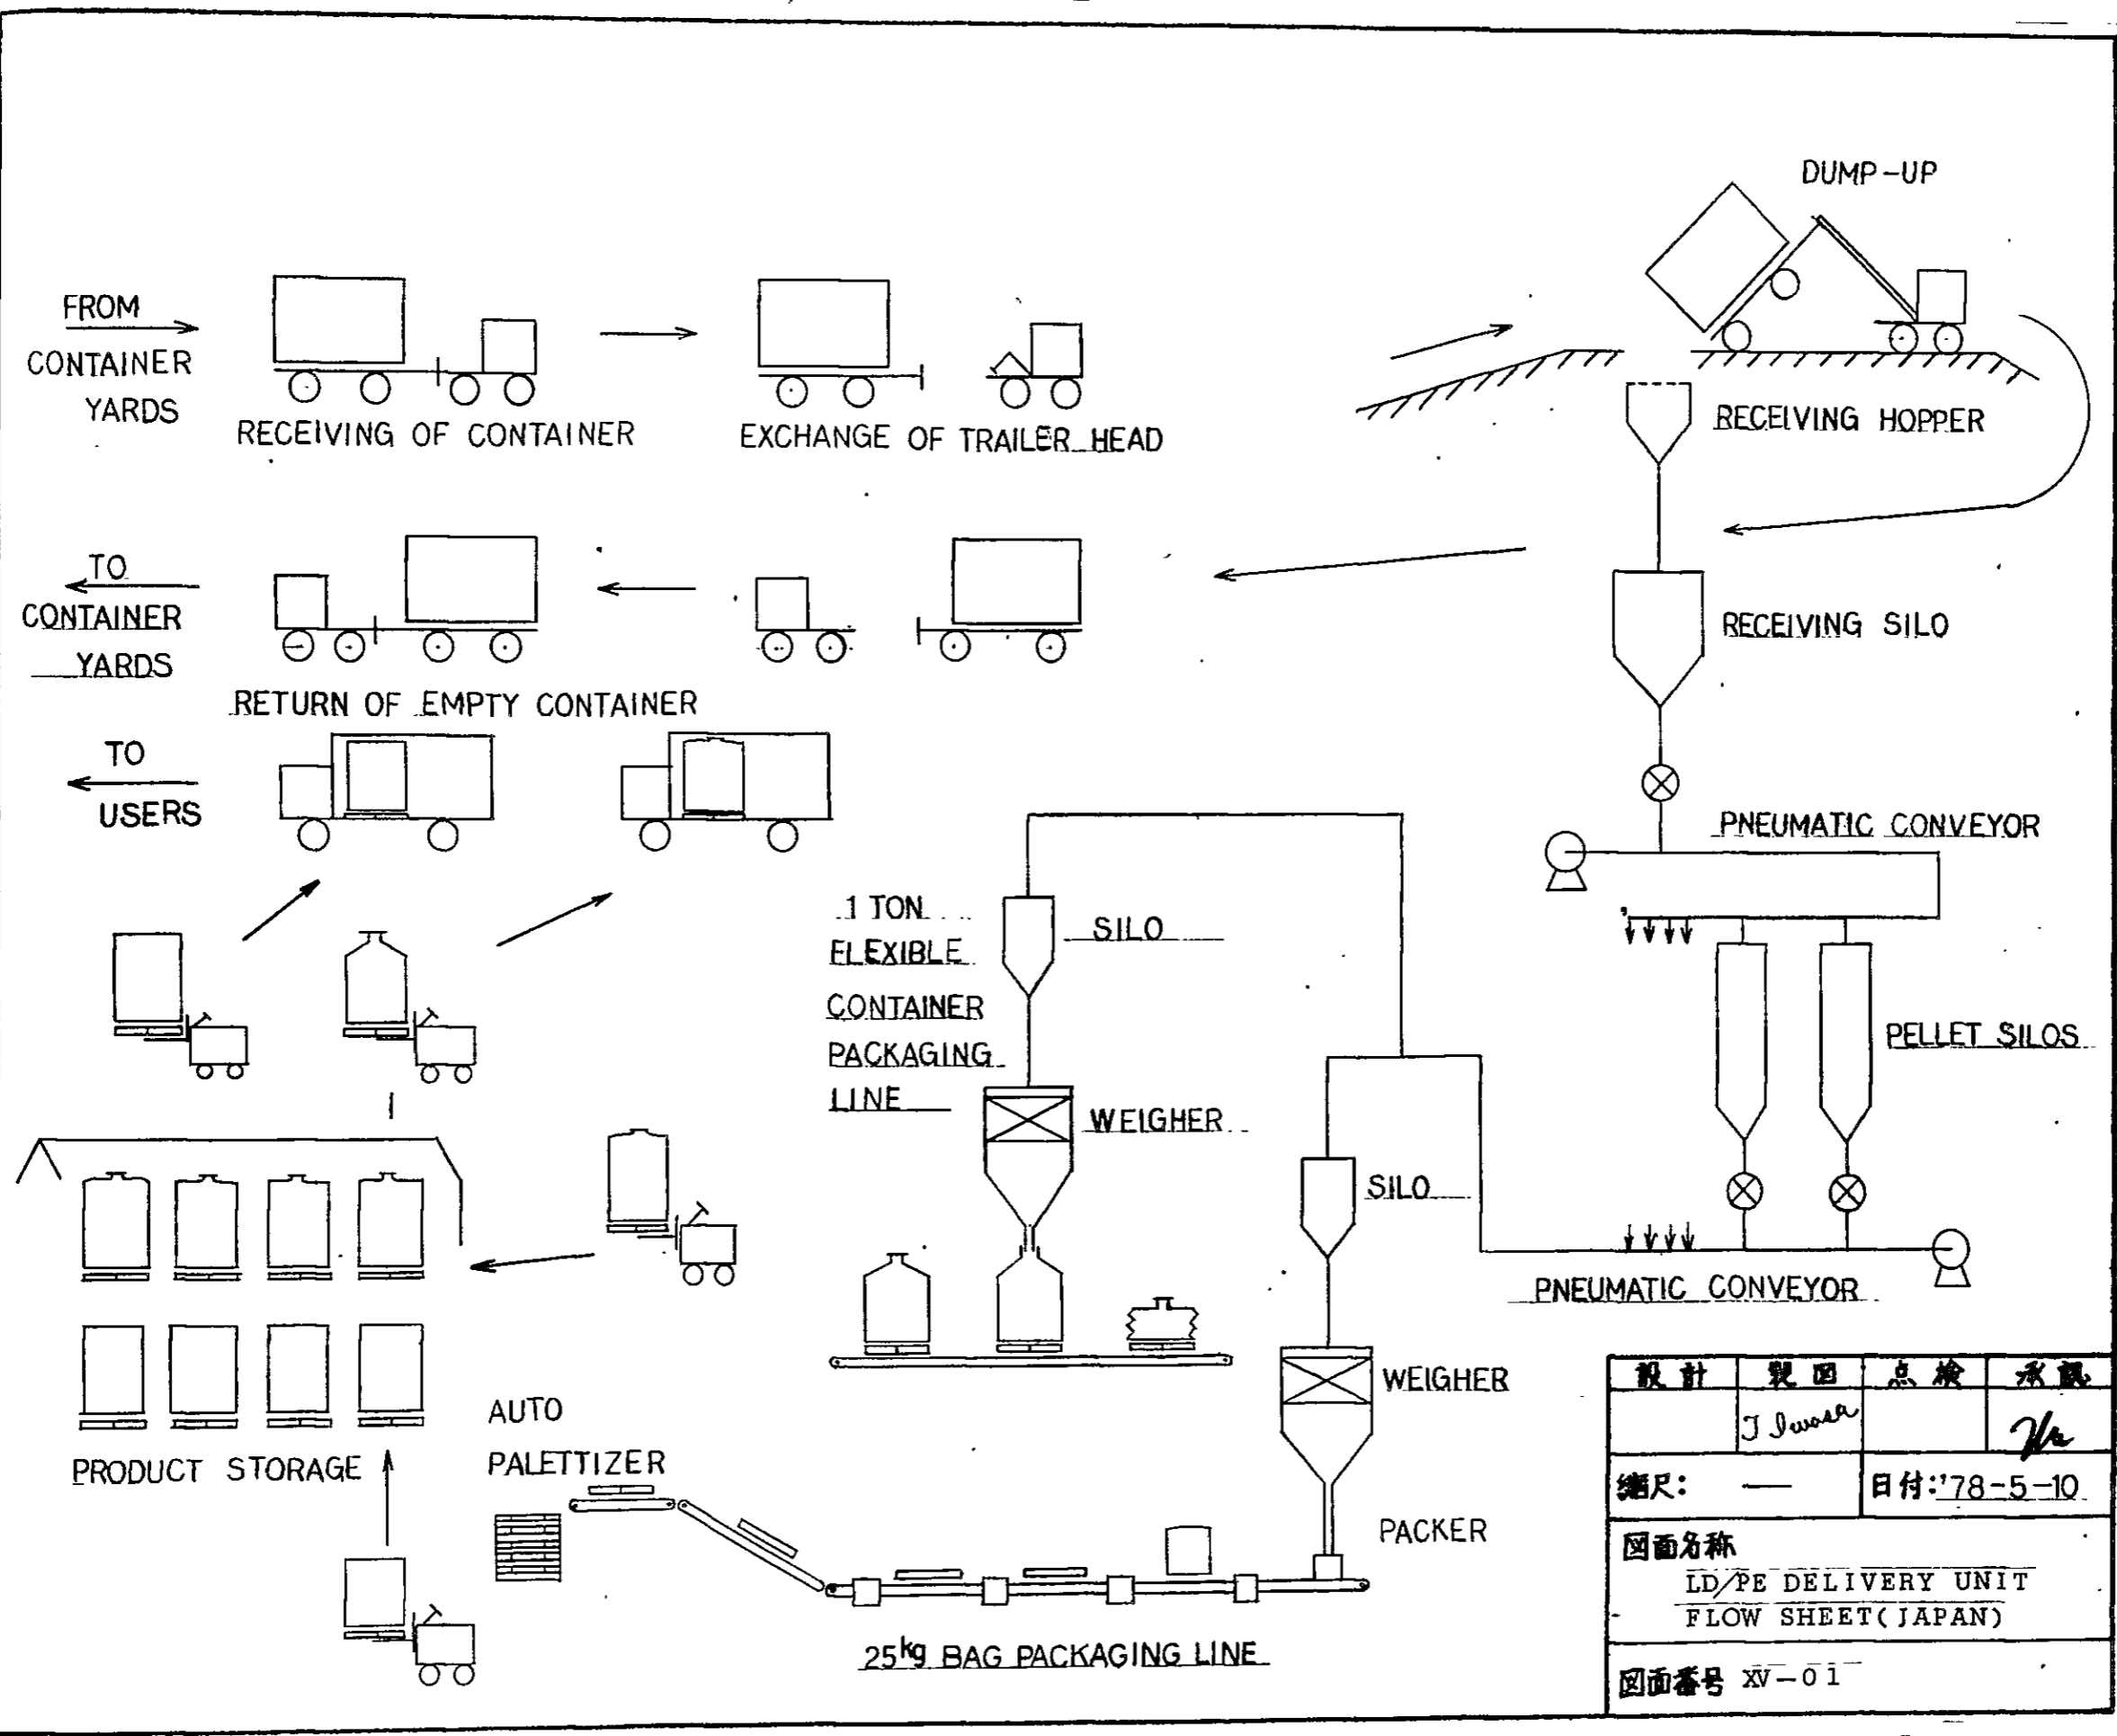 DUMP-UP
FROM
CONTAINER
YARDS
RECEIVING OF CONTAINER
EXCHANGE OF TRAILER HEAD
RECEIVING HOPPER
TO
CONTAINER
YARDS
RETURN OF EMPTY CONTAINER
RECEIVING SILO
TO
USERS
PNEUMATIC CONVEYOR
1 TON
FLEXIBLE
CONTAINER
PACKAGING
LINE
SILO
WEIGHER
PELLET SILOS
SILO
PNEUMATIC CONVEYOR
WEIGHER
PRODUCT STORAGE
AUTO
PALETTIZER
PACKER
25kg BAG PACKAGING LINE
設計 製図 点検 承認
T Iwasa
縮尺: —
日付:'78-5-10
図面名称
LD/PE DELIVERY UNIT
FLOW SHEET(JAPAN)
図面番号 XV-01